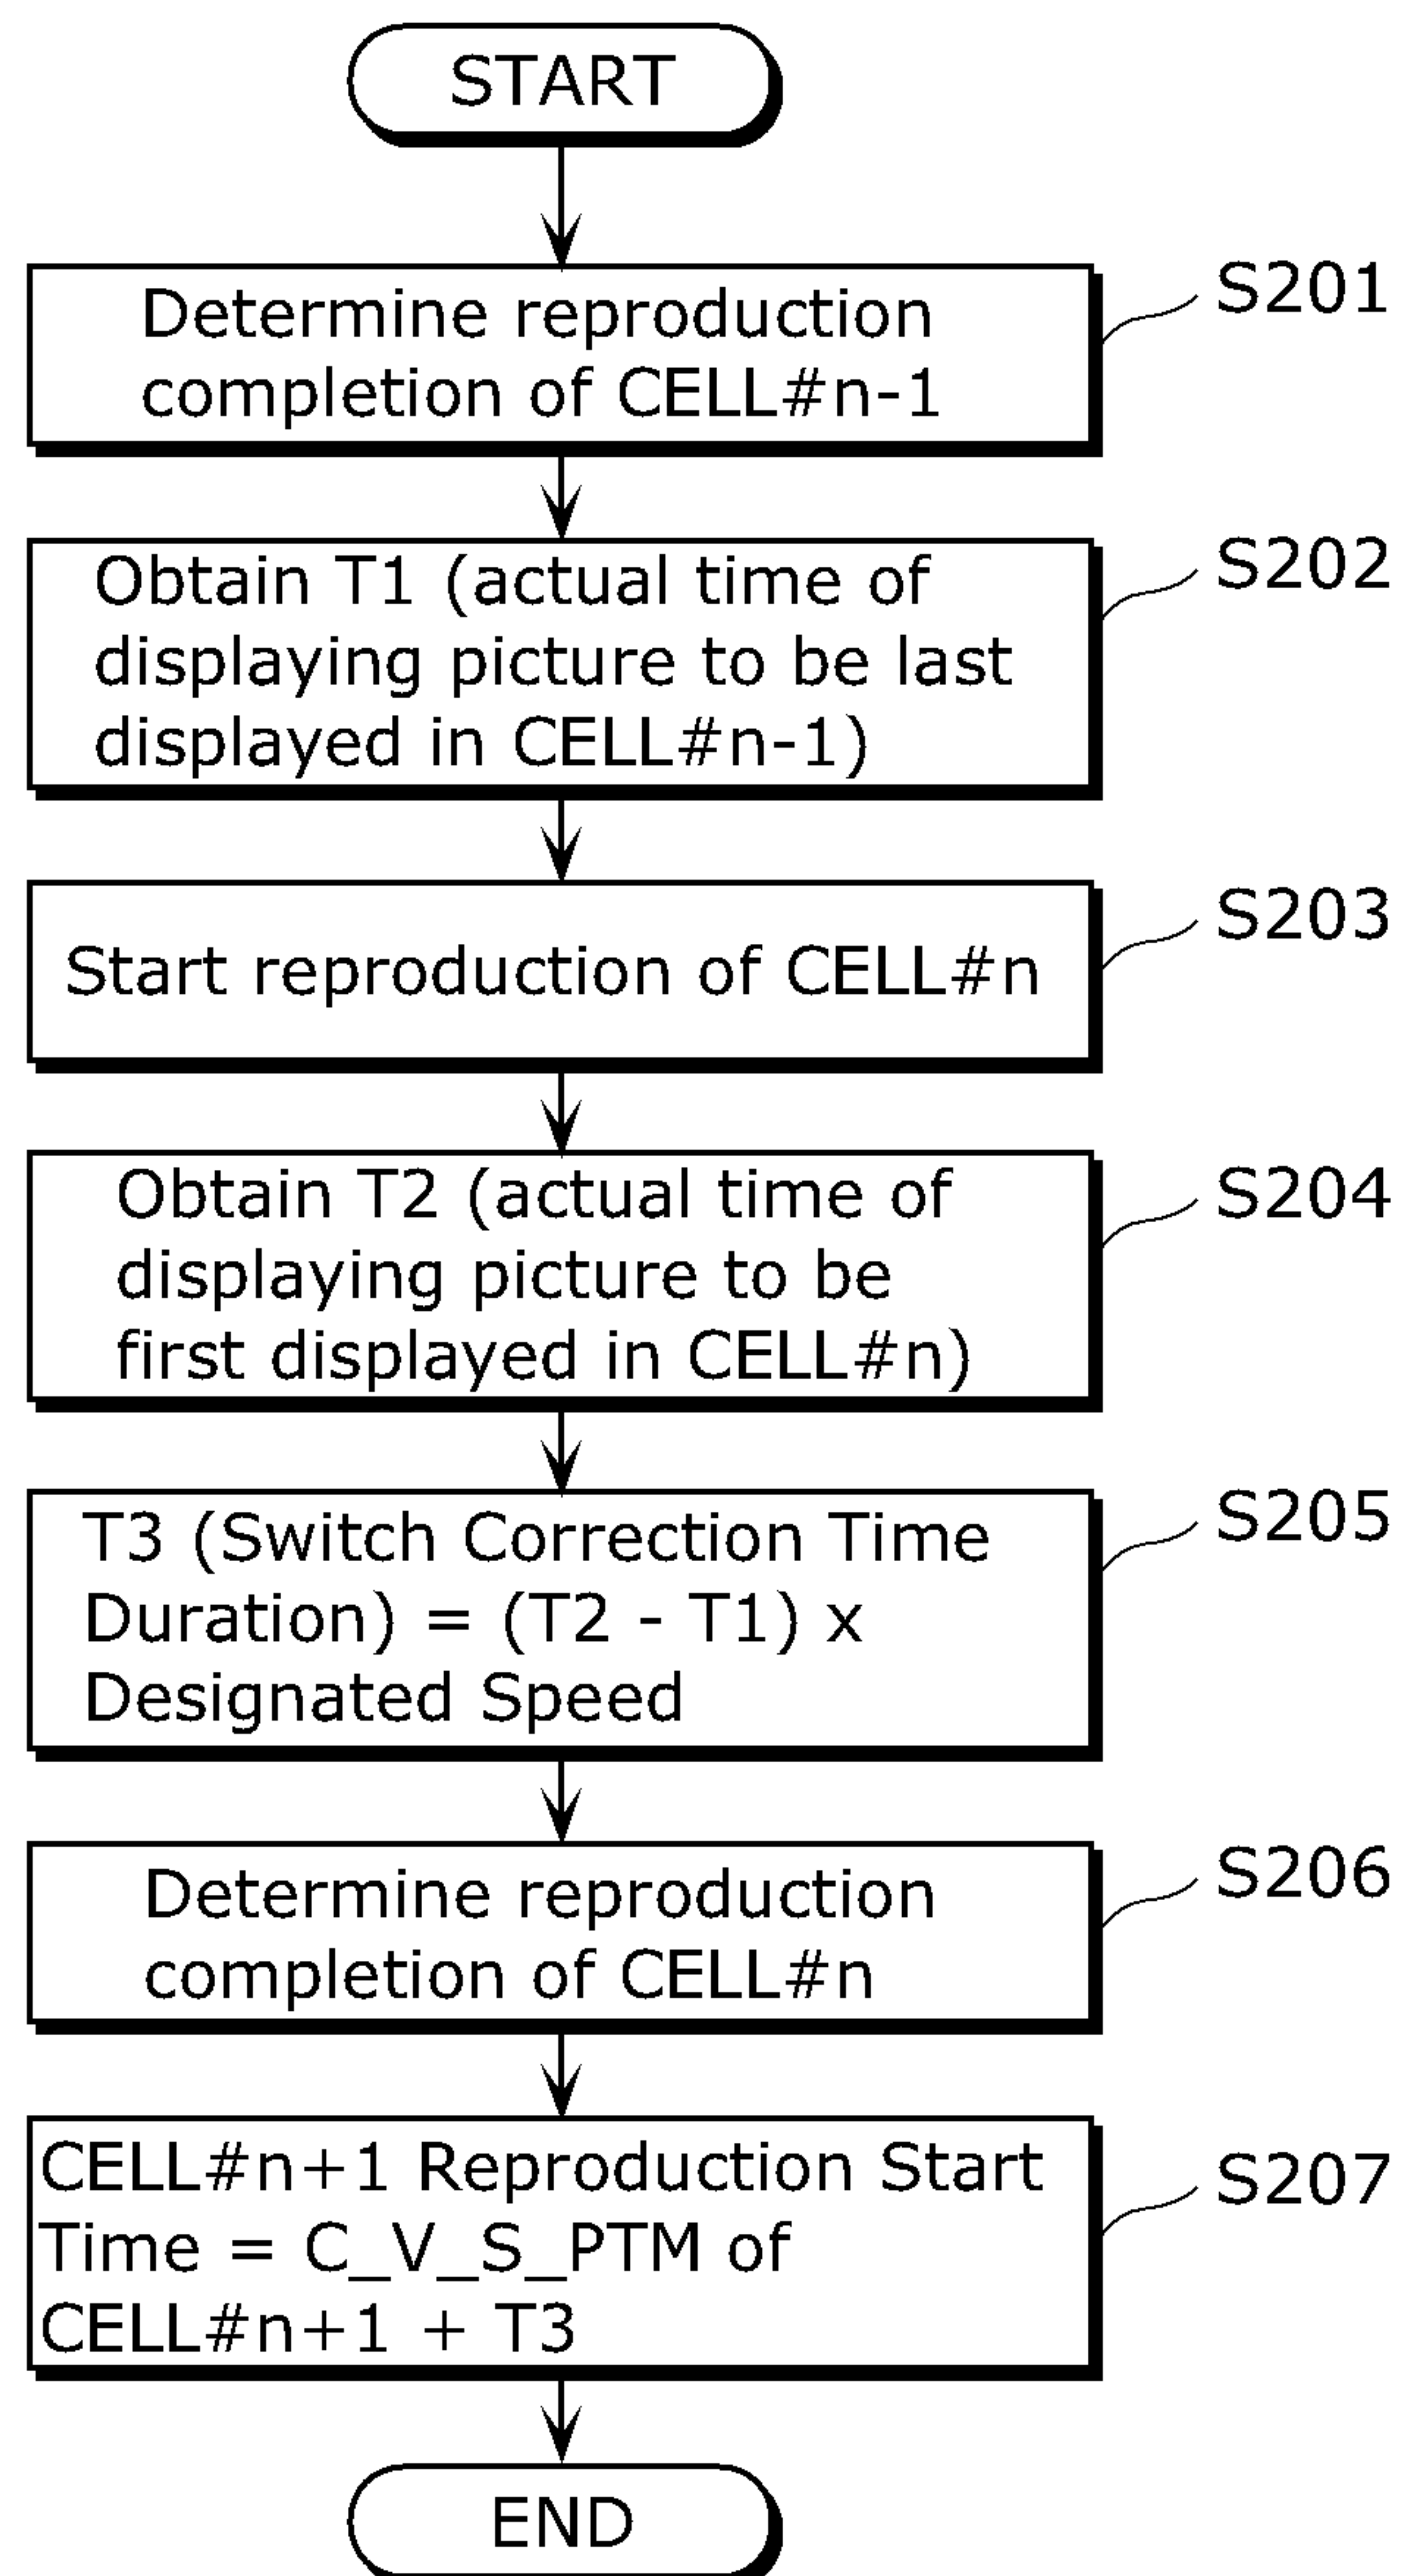 START
Determine reproduction
completion of CELL#n-1
S201
Obtain T1 (actual time of
displaying picture to be last
displayed in CELL#n-1)
S202
Start reproduction of CELL#n
S203
Obtain T2 (actual time of
displaying picture to be
first displayed in CELL#n)
S204
T3 (Switch Correction Time
Duration) = (T2 - T1) x
Designated Speed
S205
Determine reproduction
completion of CELL#n
S206
CELL#n+1 Reproduction Start
Time = C_V_S_PTM of
CELL#n+1 + T3
S207
END